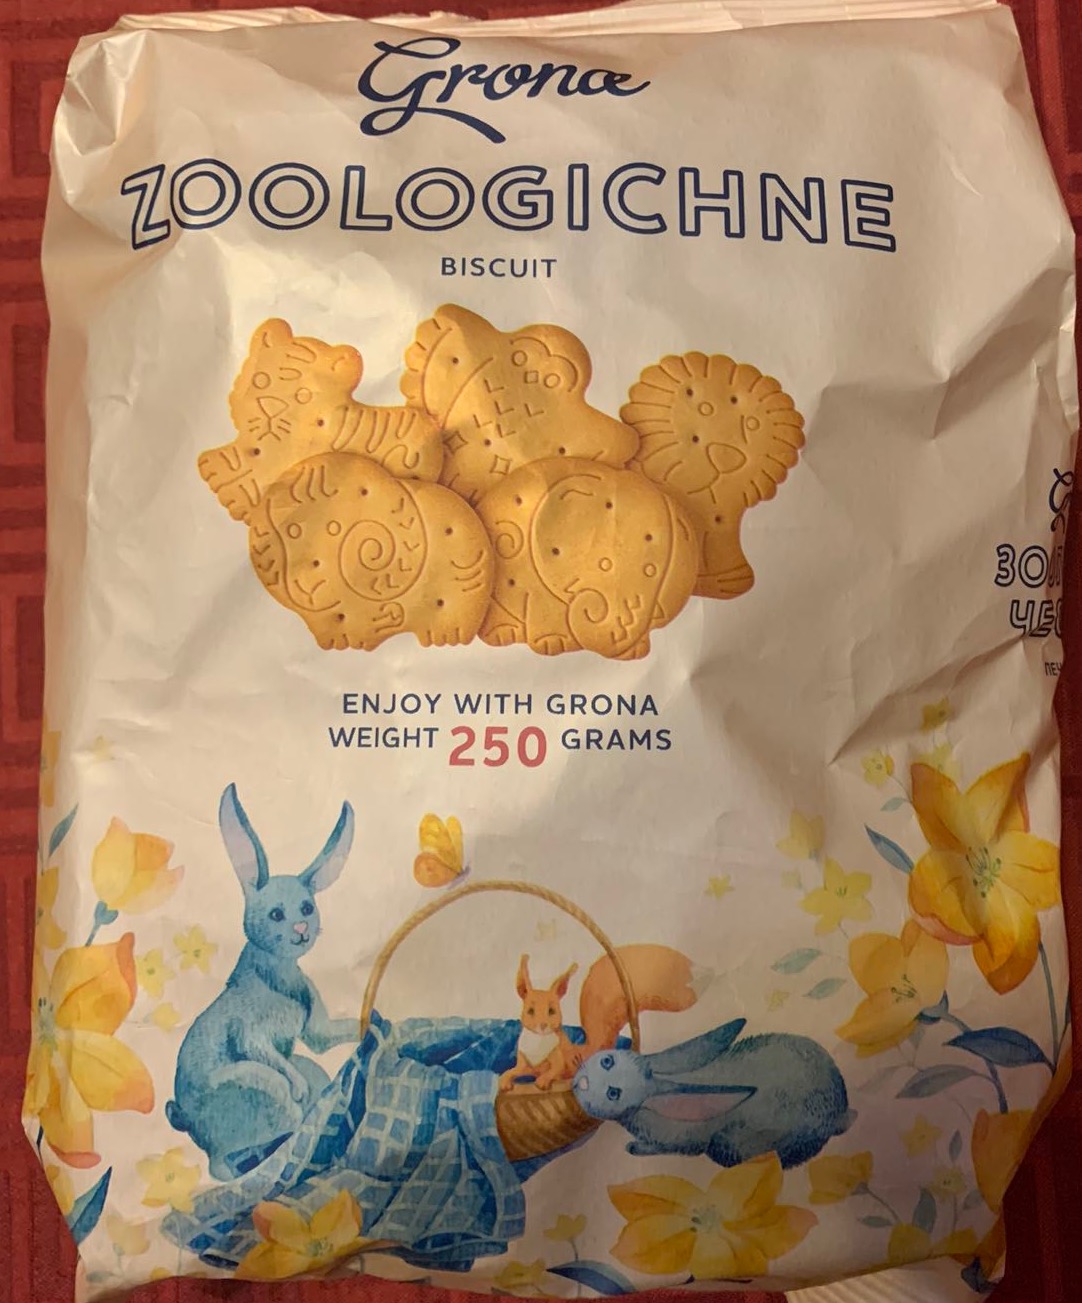 Grona
ZOOLOGICHNE
BISCUIT
ENJOY WITH GRONA
WEIGHT 250 GRAMS